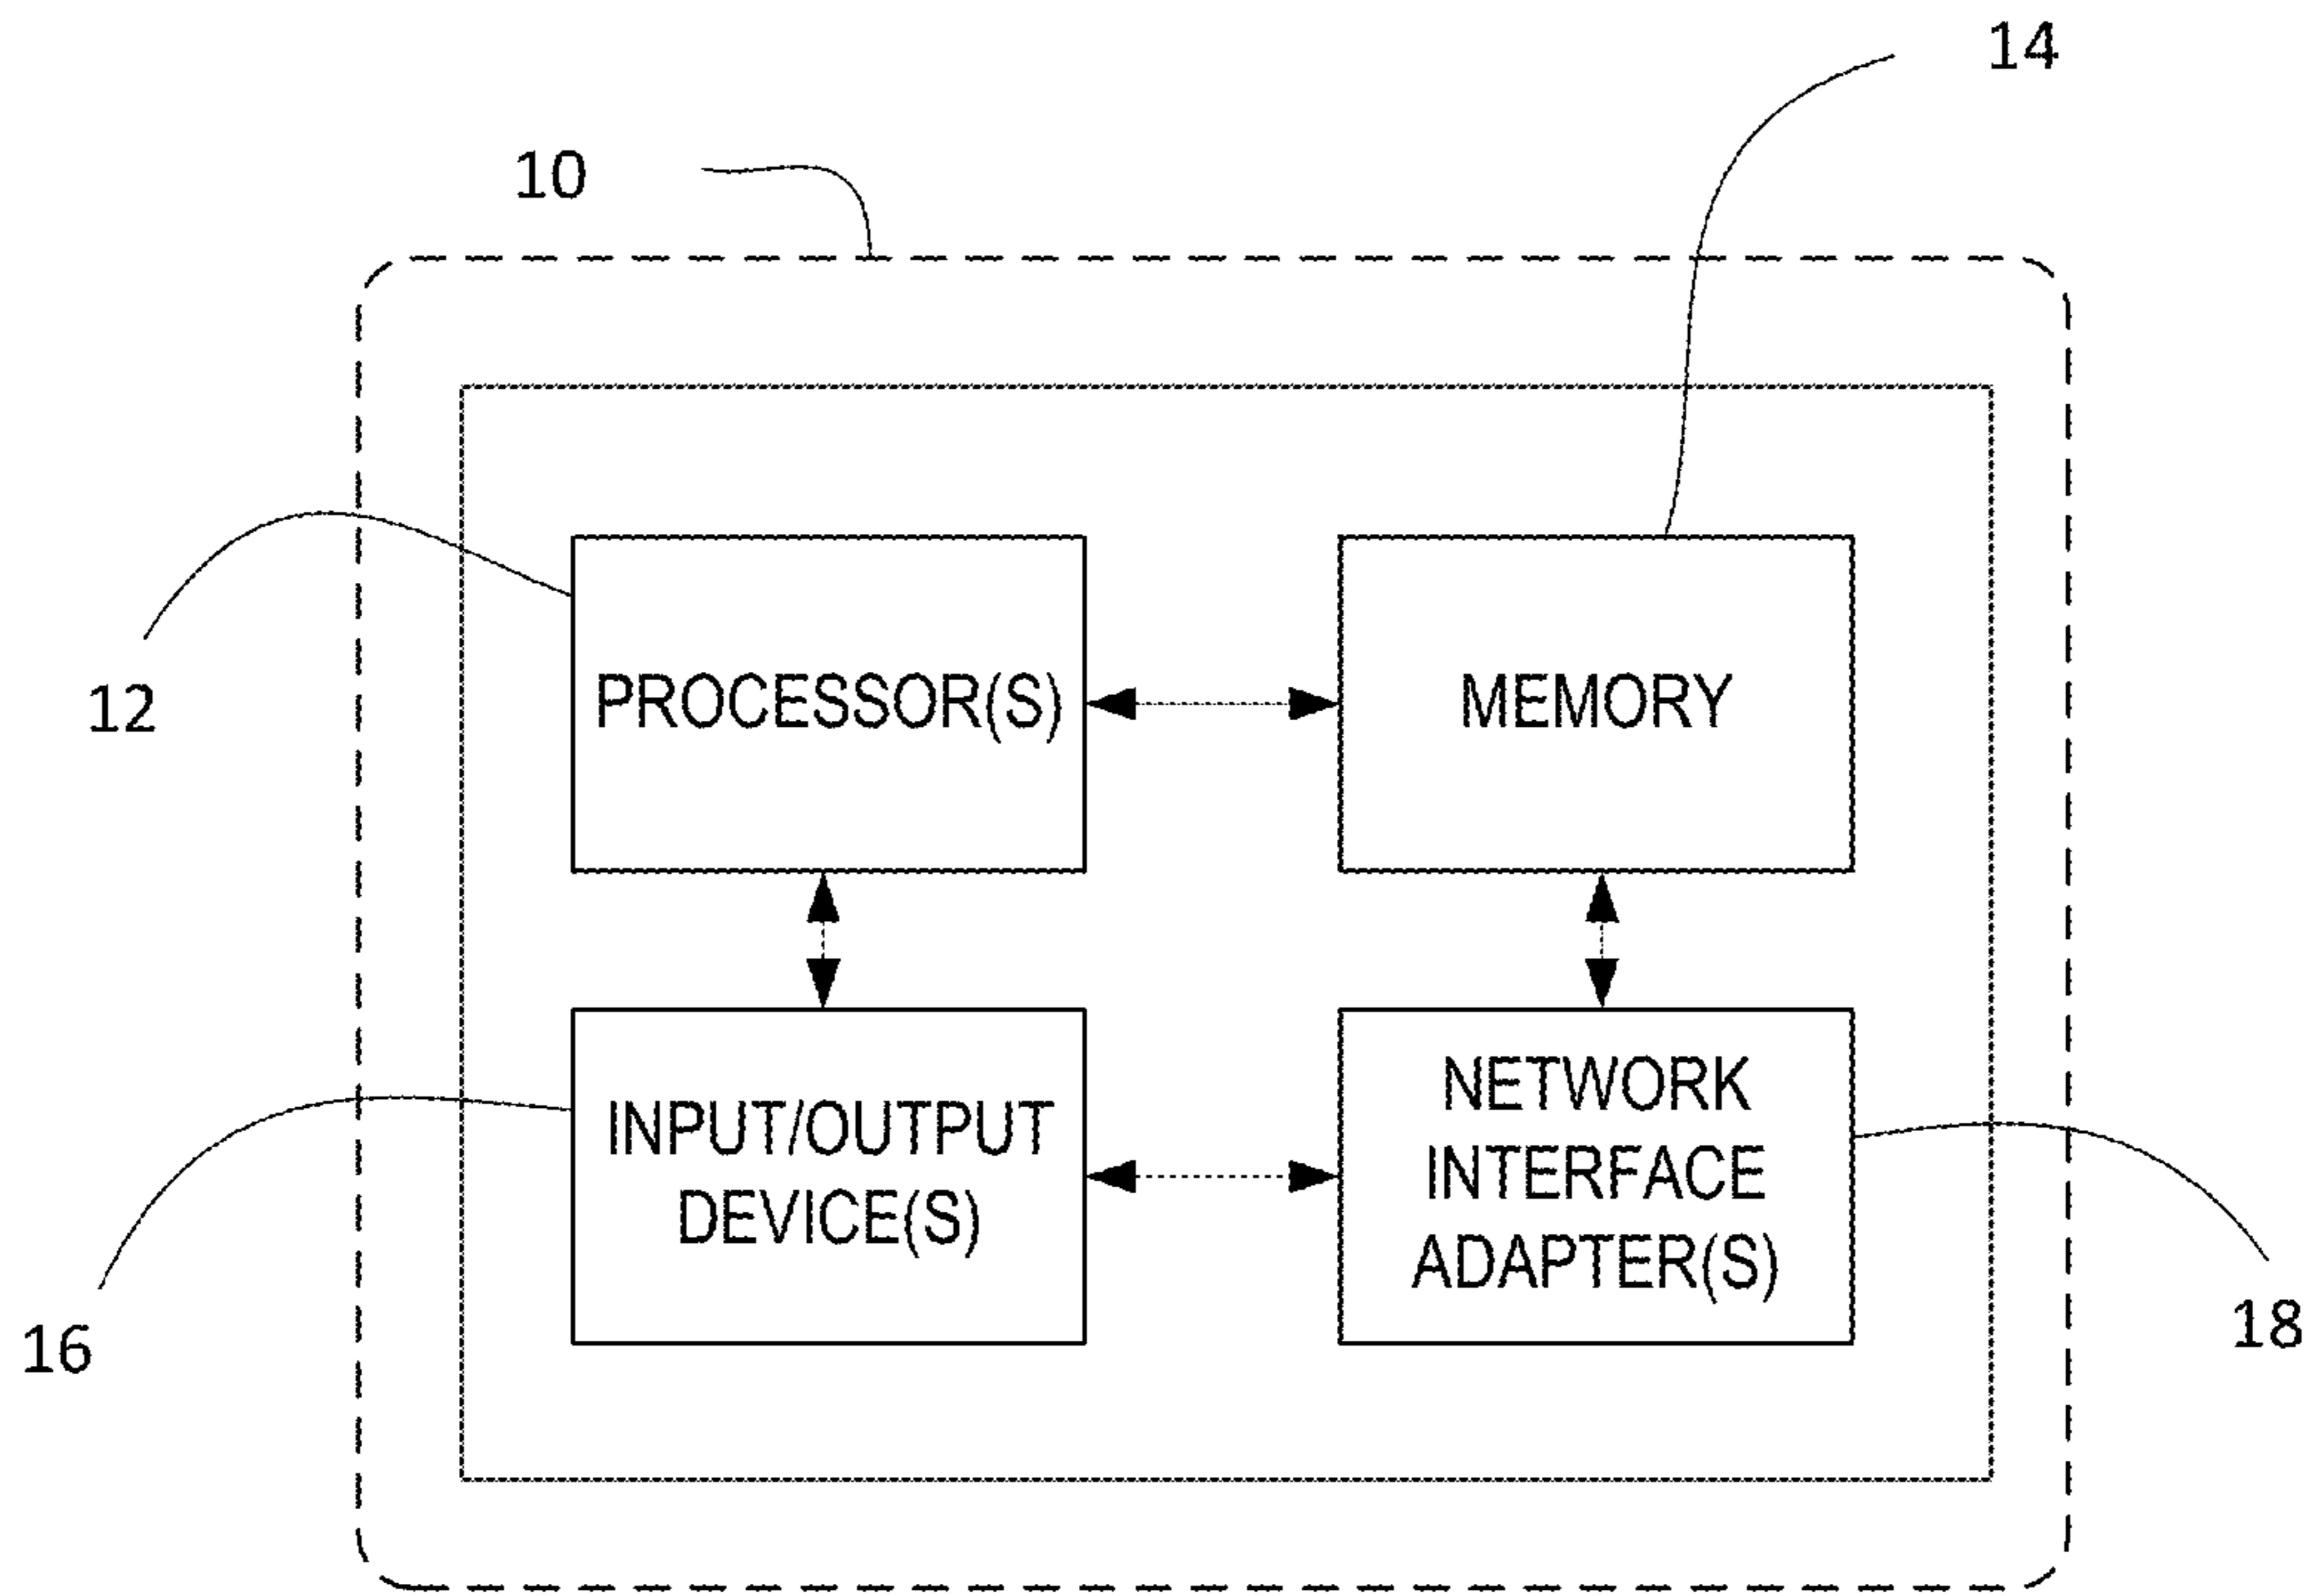 14
10
12
PROCESSOR(S)
MEMORY
16
INPUT/OUTPUT
DEVICE(S)
NETWORK
INTERFACE
ADAPTER(S)
18